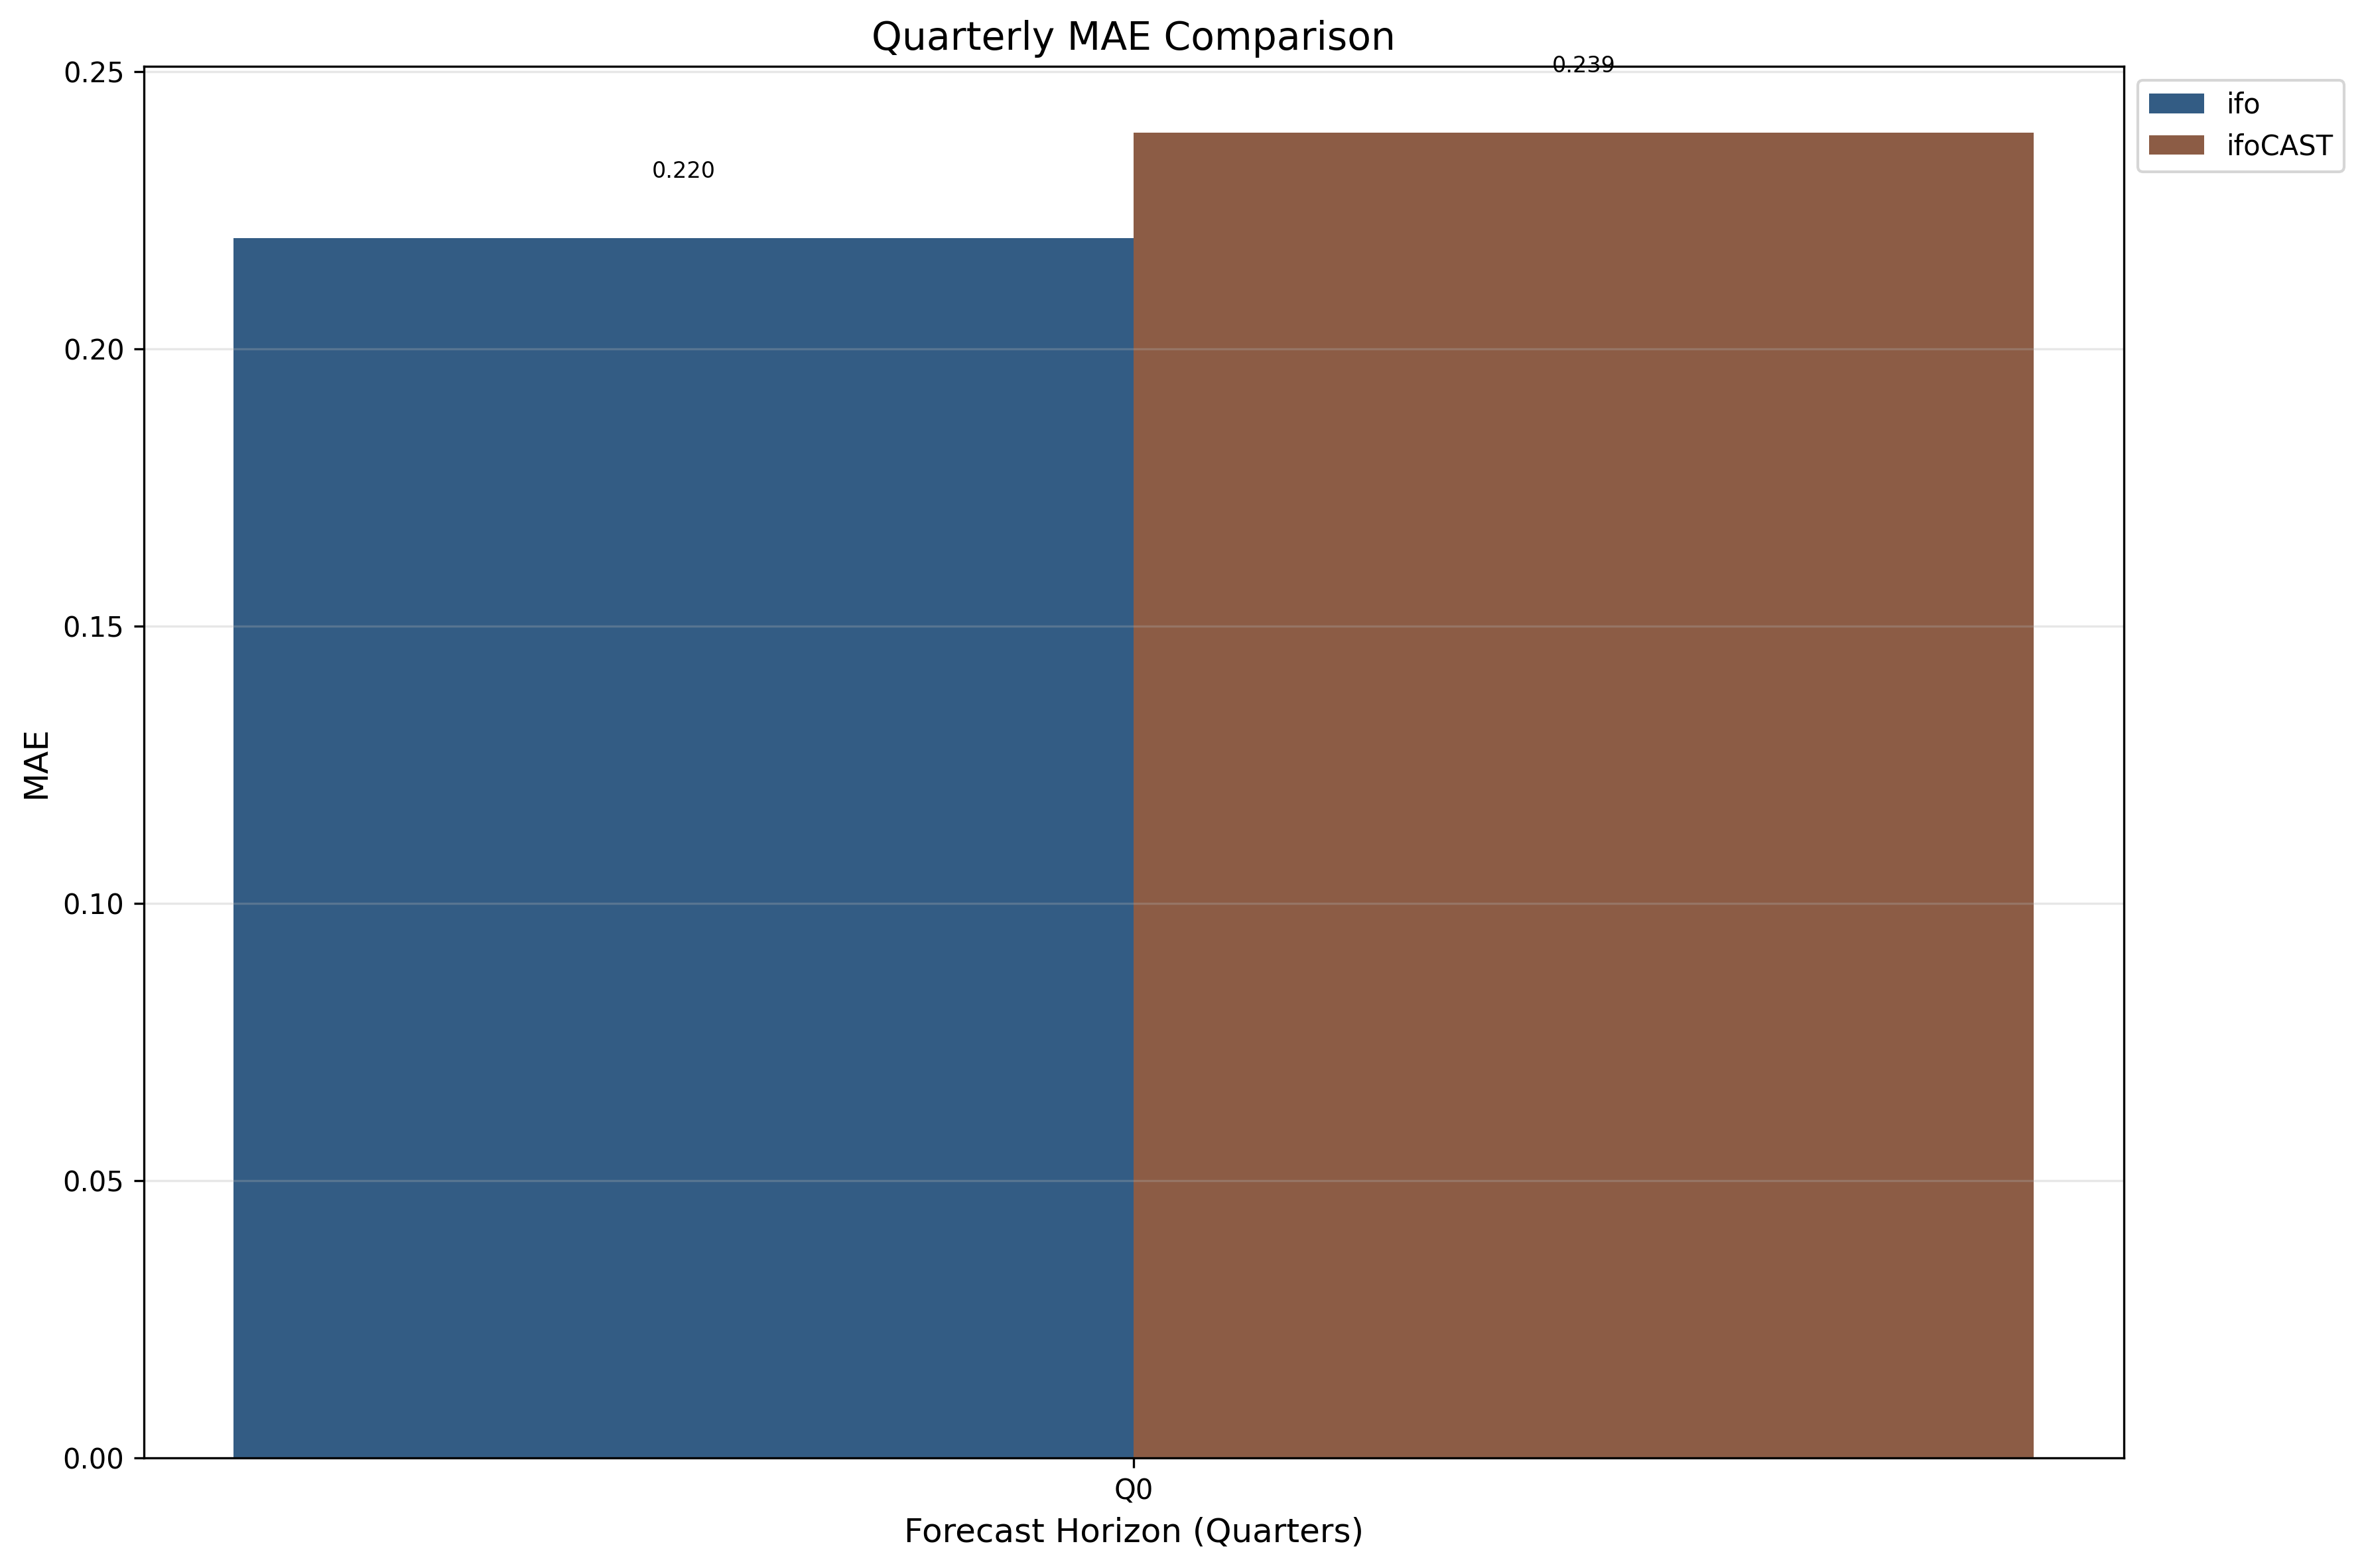 Quarterly MAE Comparison
0.239
0.25
ifo
ifoCAST
0.220
0.20
0.15
MAE
0.10
0.05
0.00
Q0
Forecast Horizon (Quarters)